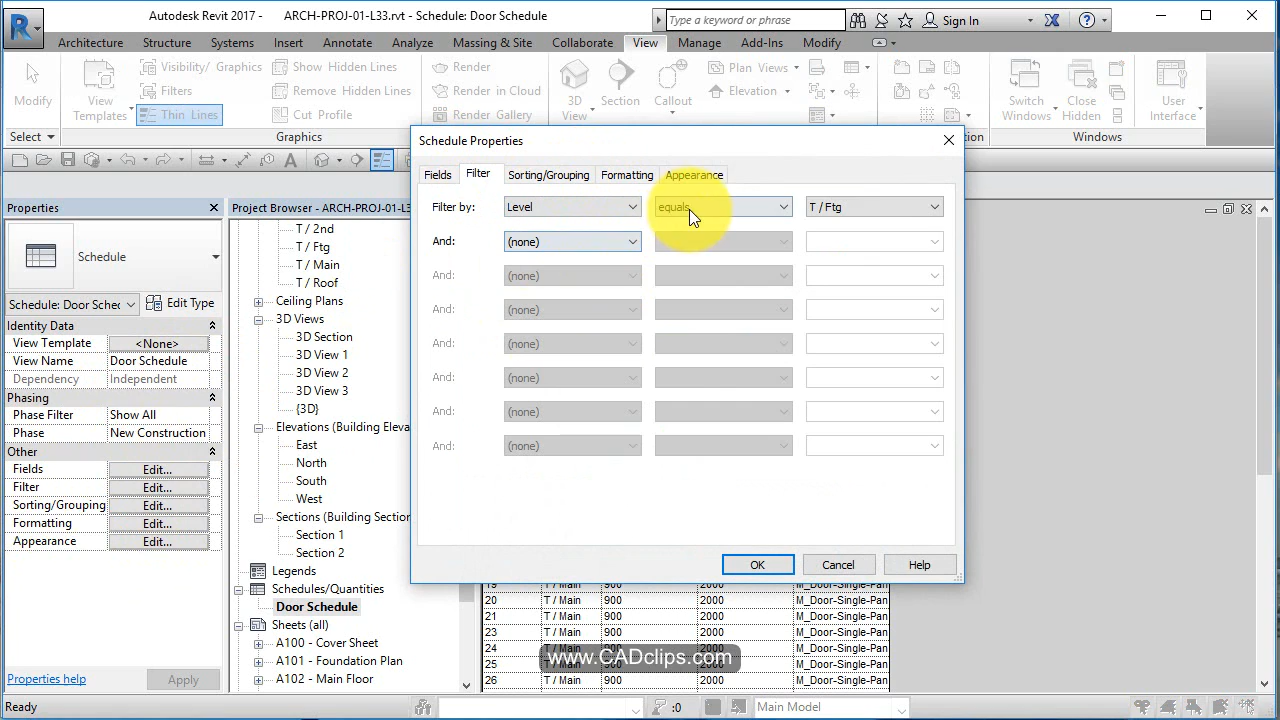 Autodesk Revit 2017 - ARCH-PROJ-01-L33.rvt - Schedule: Door Schedule
Type a keyword or phrase
Sign In
Architecture Structure Systems Insert Annotate Analyze Massing & Site Collaborate View Manage Add-Ins Modify
Modify
View
Templates
Visibility/ Graphics
Filters
Thin Lines
Show Hidden Lines
Remove Hidden Lines
Cut Profile
Render
Render in Cloud
Render Gallery
3D
View
Section
Callout
Plan Views
Elevation
Switch
Windows
Close
Hidden
User
Interface
Select
Graphics
Windows
Schedule Properties
Fields Filter Sorting/Grouping Formatting Appearance
Filter by: Level equals T / Ftg
And: (none)
And: (none)
And: (none)
And: (none)
And: (none)
And: (none)
And: (none)
OK Cancel Help
Properties
Schedule
Schedule: Door Sched
Edit Type
Identity Data
View Template <None>
View Name Door Schedule
Dependency Independent
Phasing
Phase Filter Show All
Phase New Construction
Other
Fields Edit...
Filter Edit...
Sorting/Grouping Edit...
Formatting Edit...
Appearance Edit...
Properties help
Apply
Project Browser - ARCH-PROJ-01-L33.rvt
T / 2nd
T / Ftg
T / Main
T / Roof
Ceiling Plans
3D Views
3D Section
3D View 1
3D View 2
3D View 3
{3D}
Elevations (Building Eleva
East
North
South
West
Sections (Building Section
Section 1
Section 2
Legends
Schedules/Quantities
Door Schedule
Sheets (all)
A100 - Cover Sheet
A101 - Foundation Plan
A102 - Main Floor
19 T / Main 900 2000 M_Door-Single-Pan
20 T / Main 900 2000 M_Door-Single-Pan
21 T / Main 900 2000 M_Door-Single-Pan
23 T / Main 900 2000 M_Door-Single-Pan
24 T / Main 900 2000 M_Door-Single-Pan
25 T / Main 900 2000 M_Door-Single-Pan
26 T / Main 900 2000 M_Door-Single-Pan
www.CADclips.com
Ready
:0
Main Model